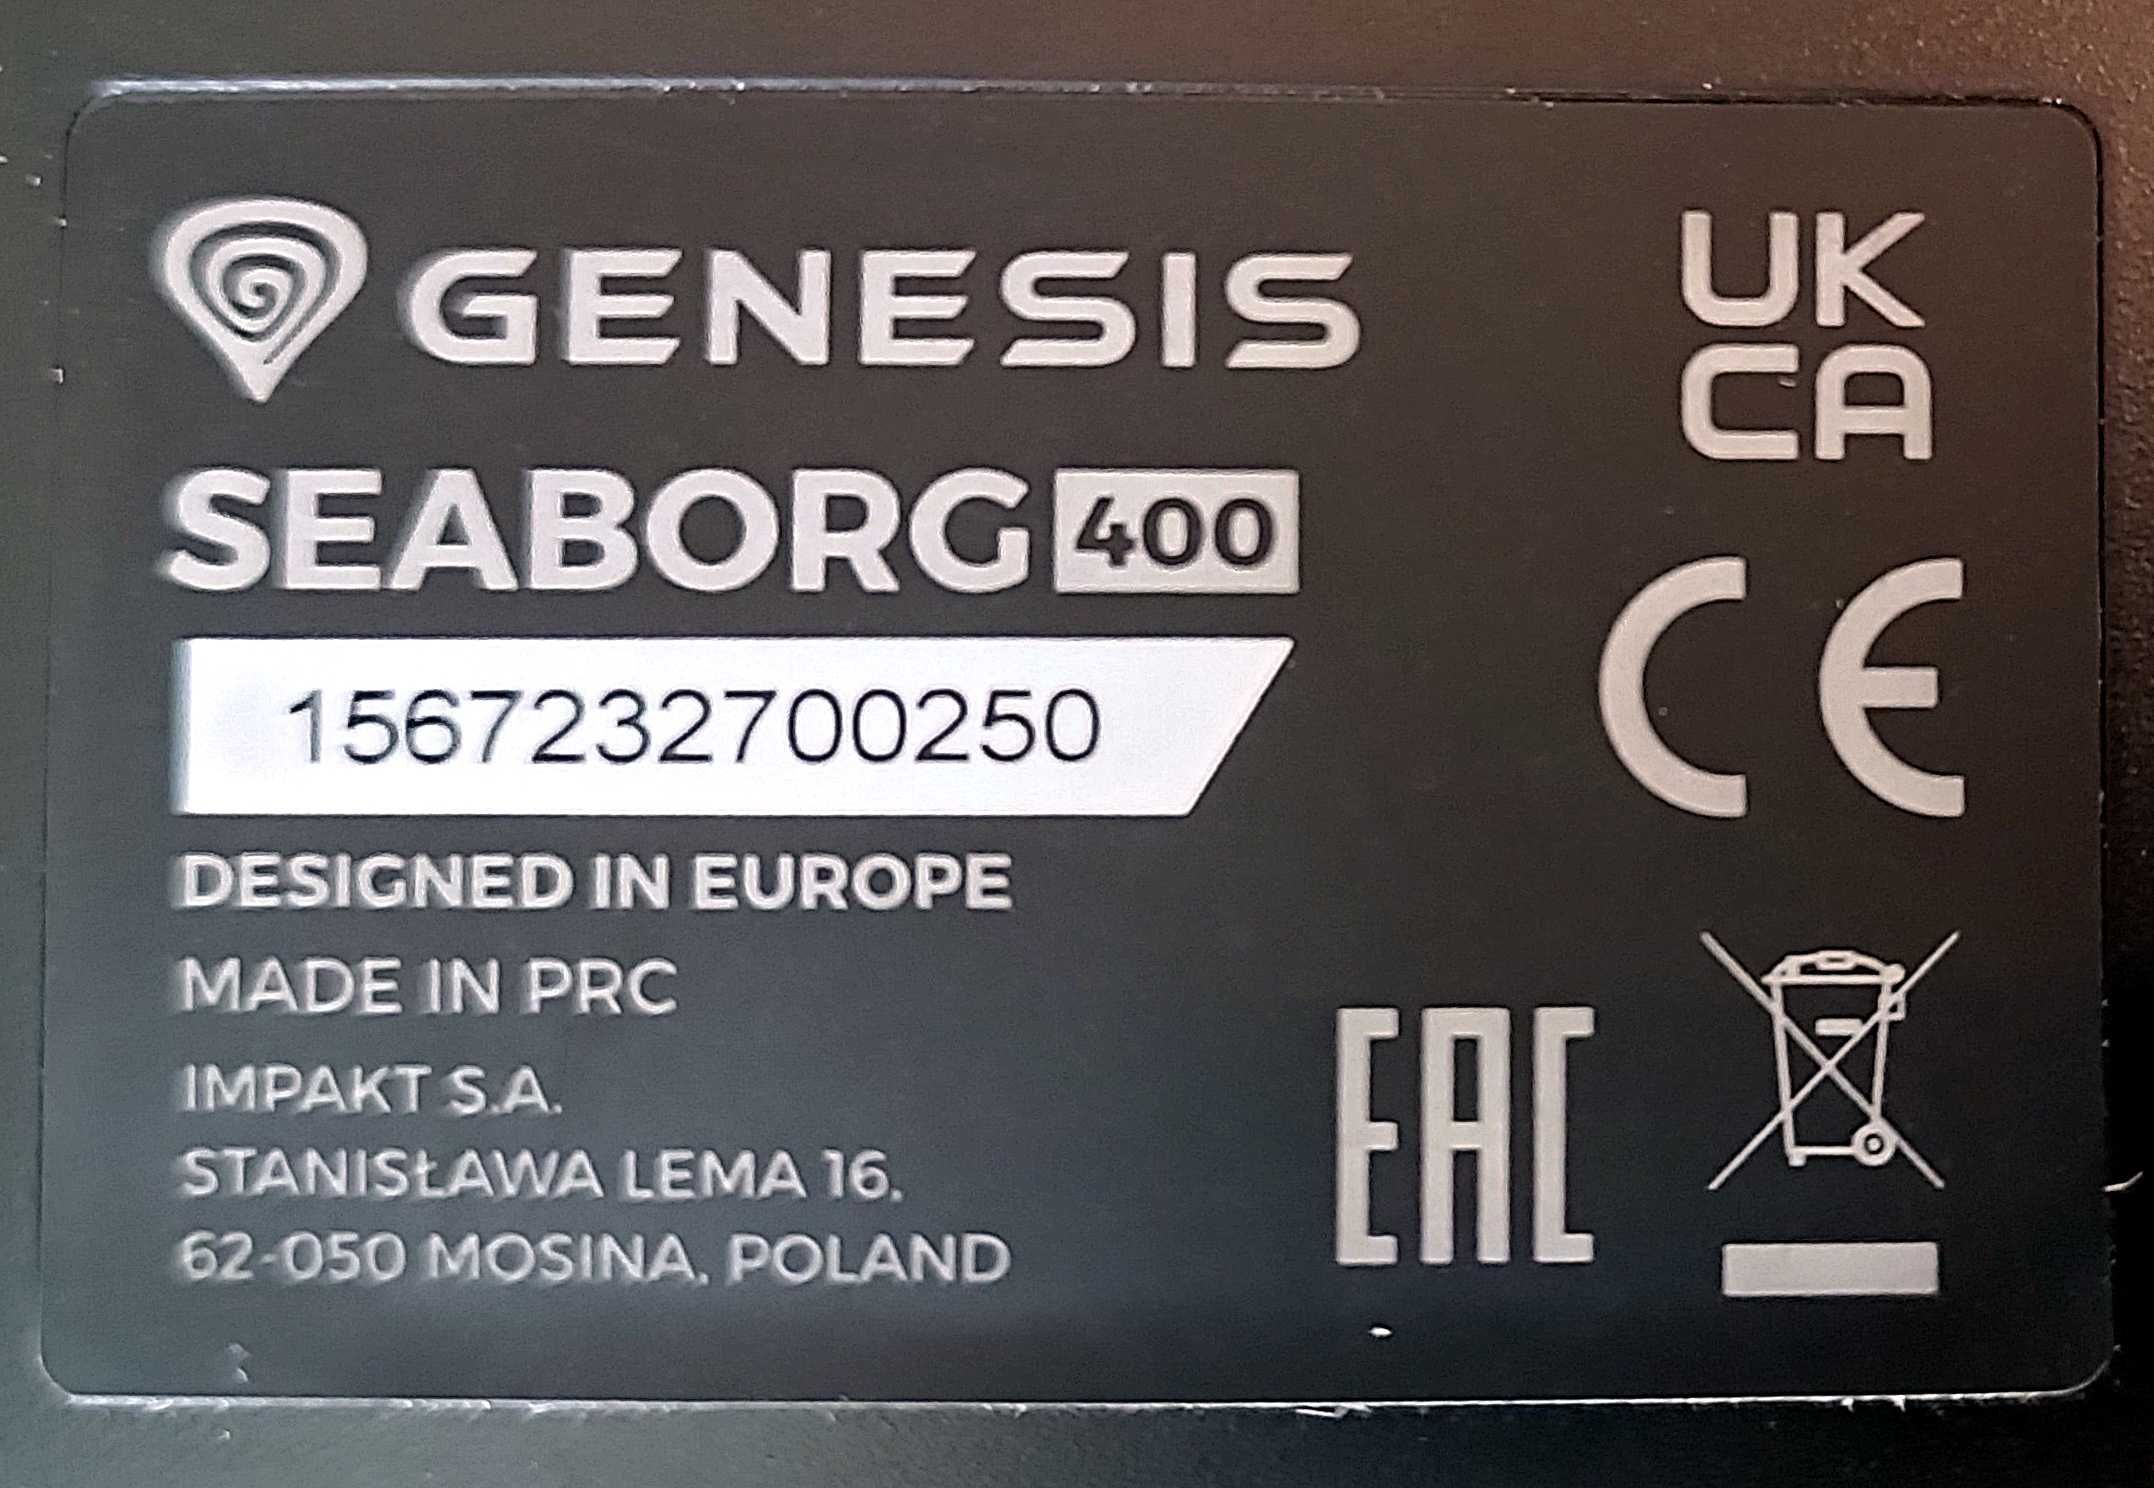 GENESIS
UK
CA
SEABORG 400
CE
1567232700250
DESIGNED IN EUROPE
MADE IN PRC
IMPAKT S.A.
STANISŁAWA LEMA 16,
62-050 MOSINA, POLAND
EAC